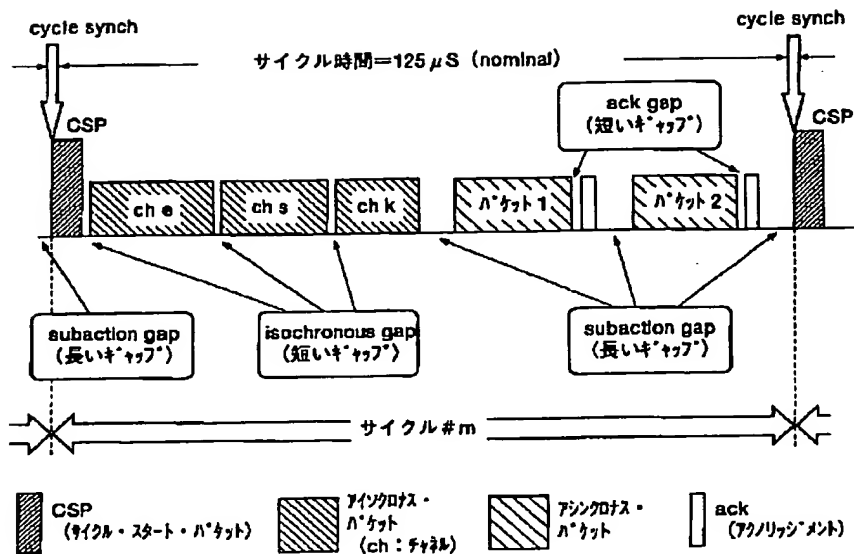 cycle synch
cycle synch
サイクル時間=125μS (nominal)
CSP
ack gap
(短いギャップ)
CSP
ch e
ch s
ch k
パケット1
パケット2
subaction gap
(長いギャップ)
isochronous gap
(短いギャップ)
subaction gap
(長いギャップ)
サイクル#m
CSP
(サイクル・スタート・パケット)
アイソクロナス・
パケット
(ch:チャネル)
アシンクロナス・
パケット
ack
(アクノリッジメント)